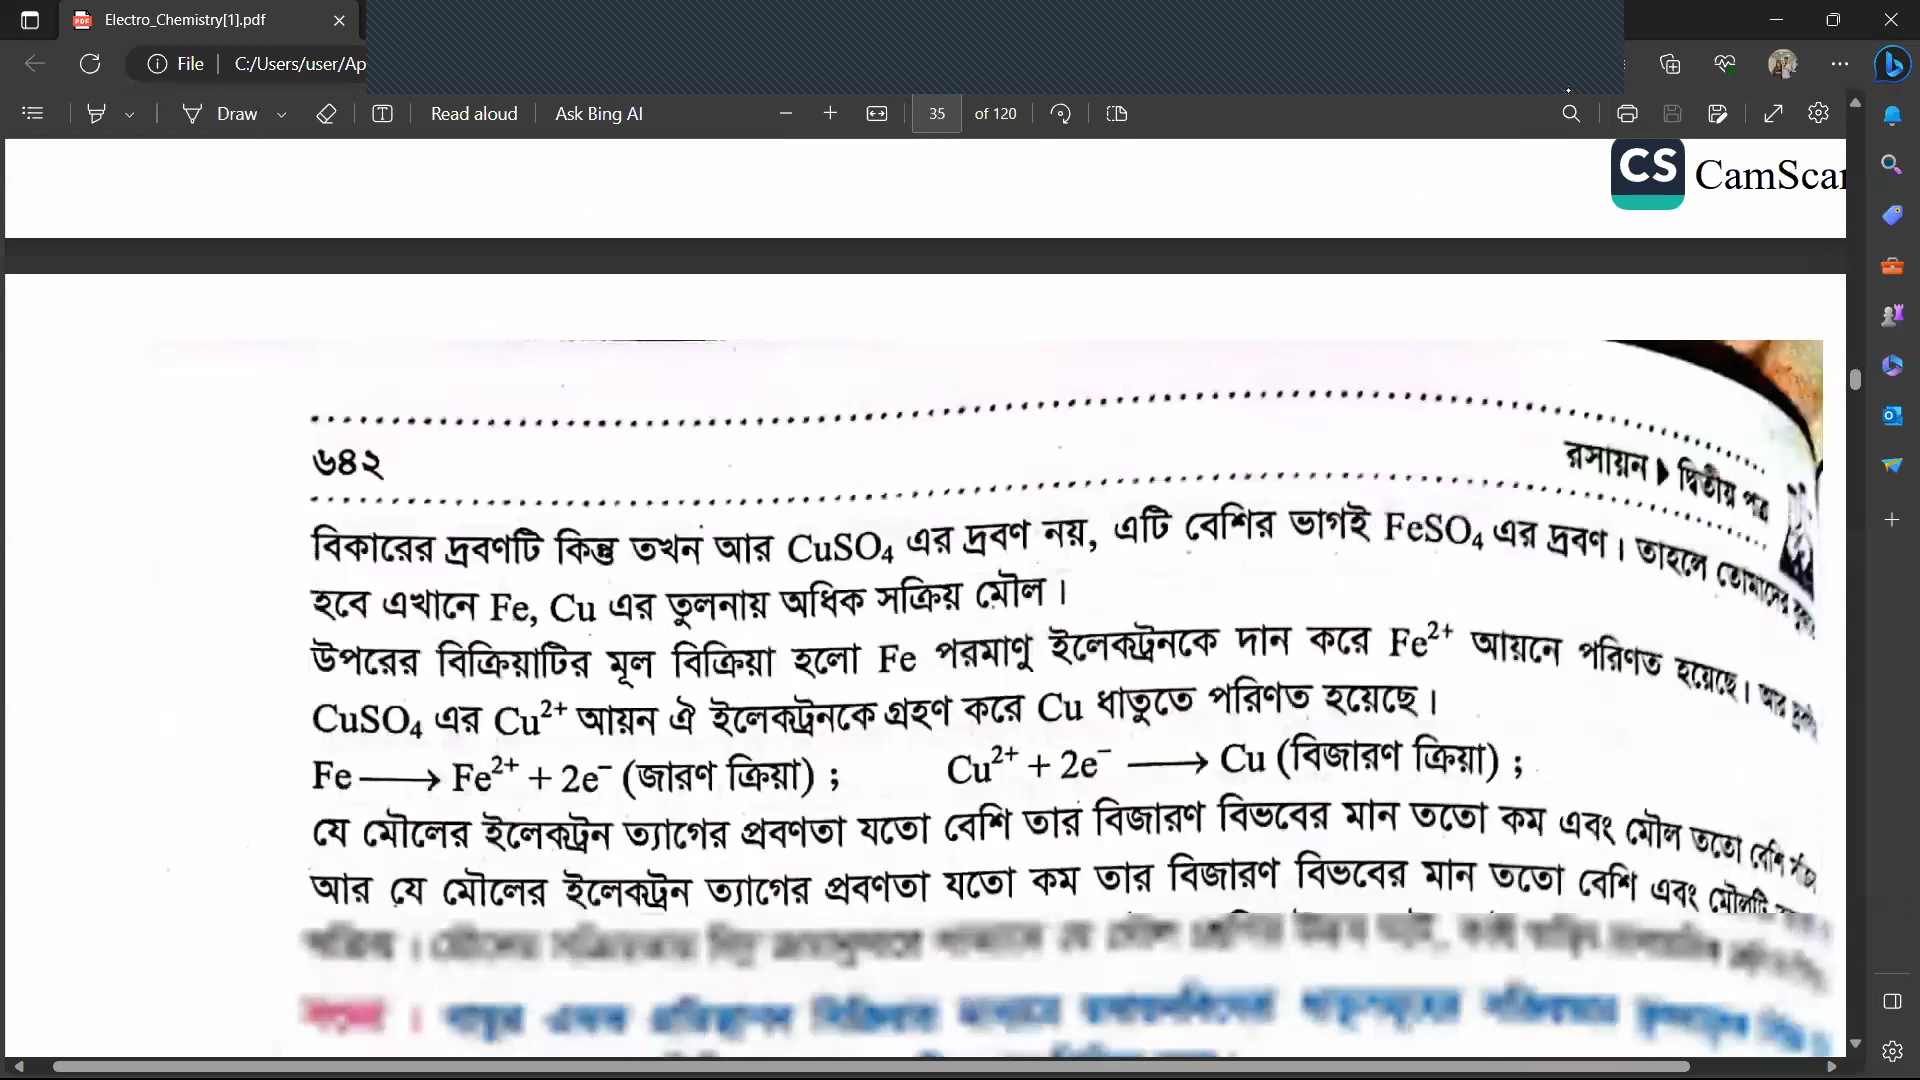 Electro_Chemistry[1].pdf
File C:/Users/user/Ap
Draw Read aloud Ask Bing AI 35 of 120
CS CamScan
৬৪২
রসায়ন ▶ দ্বিতীয় পত্র
বিকারের দ্রবণটি কিন্তু তখন আর CuSO₄ এর দ্রবণ নয়, এটি বেশির ভাগই FeSO₄ এর দ্রবণ। তাহলে তোমাদের
হবে এখানে Fe, Cu এর তুলনায় অধিক সক্রিয় মৌল।
উপরের বিক্রিয়াটির মূল বিক্রিয়া হলো Fe পরমাণু ইলেকট্রনকে দান করে Fe²⁺ আয়নে পরিণত হয়েছে। আর
CuSO₄ এর Cu²⁺ আয়ন ঐ ইলেকট্রনকে গ্রহণ করে Cu ধাতুতে পরিণত হয়েছে।
Fe ⟶ Fe²⁺ + 2e⁻ (জারণ ক্রিয়া) ; Cu²⁺ + 2e⁻ ⟶ Cu (বিজারণ ক্রিয়া) ;
যে মৌলের ইলেকট্রন ত্যাগের প্রবণতা যতো বেশি তার বিজারণ বিভবের মান ততো কম এবং মৌল ততো বেশি
আর যে মৌলের ইলেকট্রন ত্যাগের প্রবণতা যতো কম তার বিজারণ বিভবের মান ততো বেশি এবং মৌলটি